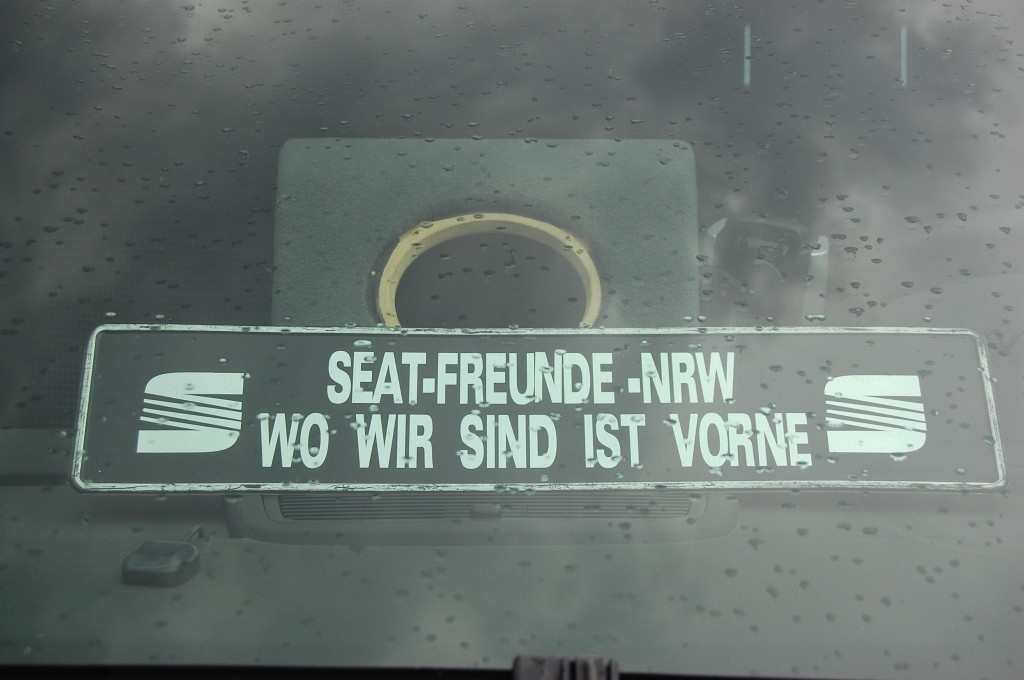 SEAT-FREUNDE -NRW
WO WIR SIND IST VORNE